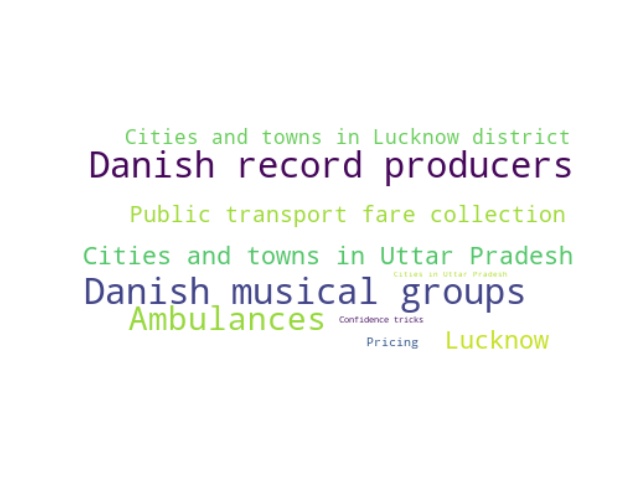 Cities and towns in Lucknow district
Danish record producers
Public transport fare collection
Cities and towns in Uttar Pradesh
Cities in Uttar Pradesh
Danish musical groups
Ambulances
Confidence tricks
Pricing
Lucknow